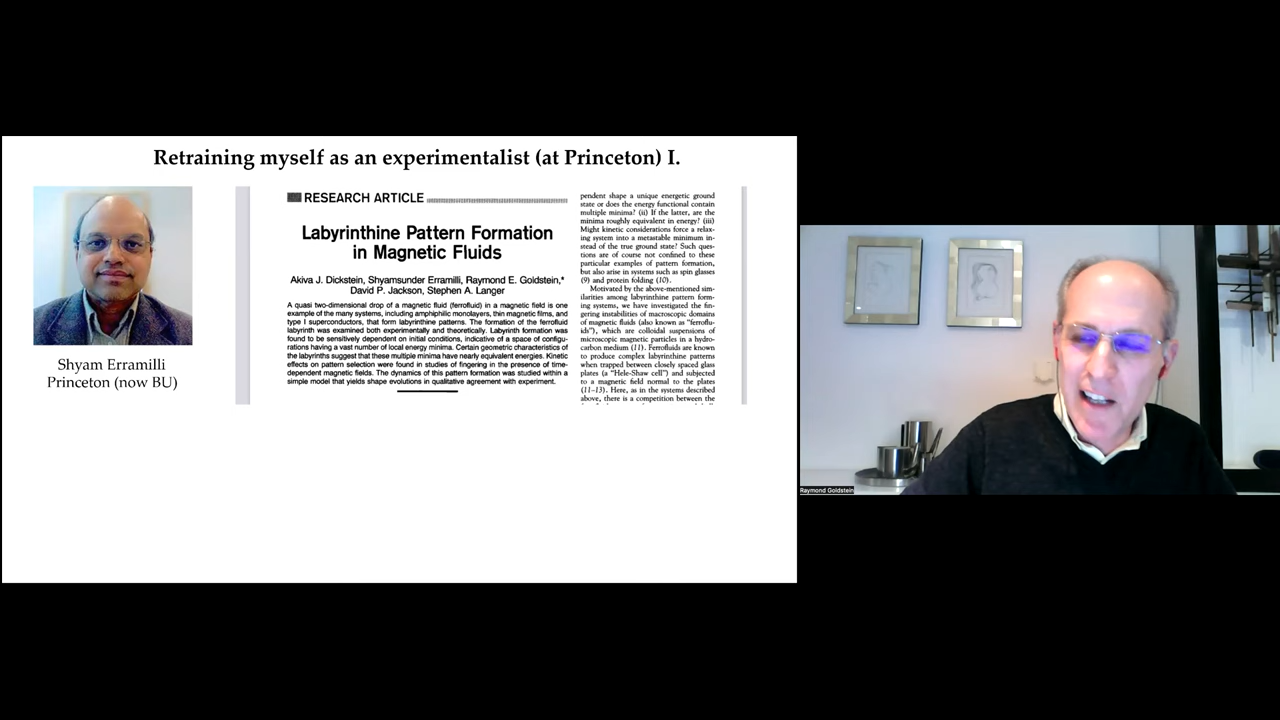 Retraining myself as an experimentalist (at Princeton) I.
Shyam Erramilli
Princeton (now BU)
RESEARCH ARTICLE
Labyrinthine Pattern Formation
in Magnetic Fluids
Akiva J. Dickstein, Shyamsunder Erramilli, Raymond E. Goldstein,*
David P. Jackson, Stephen A. Langer
A quasi two-dimensional drop of a magnetic fluid (ferrofluid) in a magnetic field is one
example of the many systems, including amphiphilic monolayers, thin magnetic films, and
type I superconductors, that form labyrinthine patterns. The formation of the ferrofluid
labyrinth was examined both experimentally and theoretically. Labyrinth formation was
found to be sensitively dependent on initial conditions, indicative of a space of configu-
rations having a vast number of local energy minima. Certain geometric characteristics of
the labyrinths suggest that these multiple minima have nearly equivalent energies. Kinetic
effects on pattern selection were found in studies of fingering in the presence of time-
dependent magnetic fields. The dynamics of this pattern formation was studied within a
simple model that yields shape evolutions in qualitative agreement with experiment.
pendent shape a unique energetic ground
state or does the energy functional contain
multiple minima? (ii) If the latter, are the
minima roughly equivalent in energy? (iii)
Might kinetic considerations force a relax-
ing system into a metastable minimum in-
stead of the true ground state? Such ques-
tions are of course not confined to these
particular examples of pattern formation,
but also arise in systems such as spin glasses
(9) and protein folding (10).
Motivated by the above-mentioned sim-
ilarities among labyrinthine pattern form-
ing systems, we have investigated the fin-
gering instabilities of macroscopic domains
of magnetic fluids (also known as "ferroflu-
ids"), which are colloidal suspensions of
microscopic magnetic particles in a hydro-
carbon medium (11). Ferrofluids are known
to produce complex labyrinthine patterns
when trapped between closely spaced glass
plates (a "Hele-Shaw cell") and subjected
to a magnetic field normal to the plates
(11–13). Here, as in the systems described
above, there is a competition between the
Raymond Goldstein